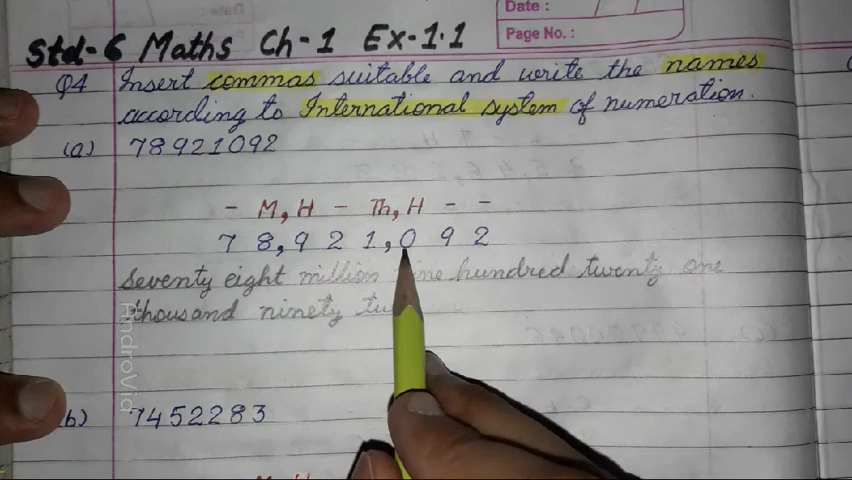 Date :
Page No. :
Std-6 Maths Ch-1 Ex-1.1
Q4 Insert commas suitable and write the names
according to International system of numeration.
(a) 78921092
- M, H - Th, H - -
7 8, 9 2 1, 0 9 2
Seventy eight million nine hundred twenty one
thousand ninety
AndroVid
b) 7452283